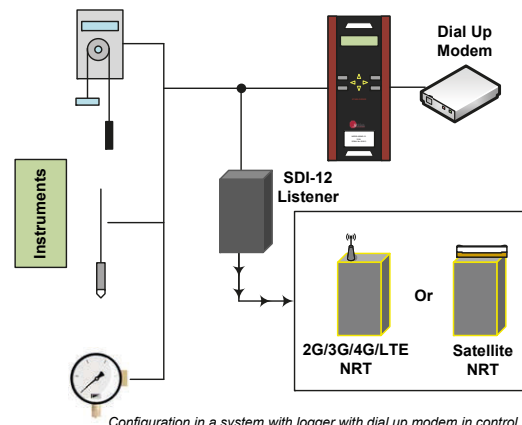 Dial Up
Modem
SDI-12
Listener
Instruments
Or
2G/3G/4G/LTE
NRT
Satellite
NRT
Configuration in a system with logger with dial up modem in control